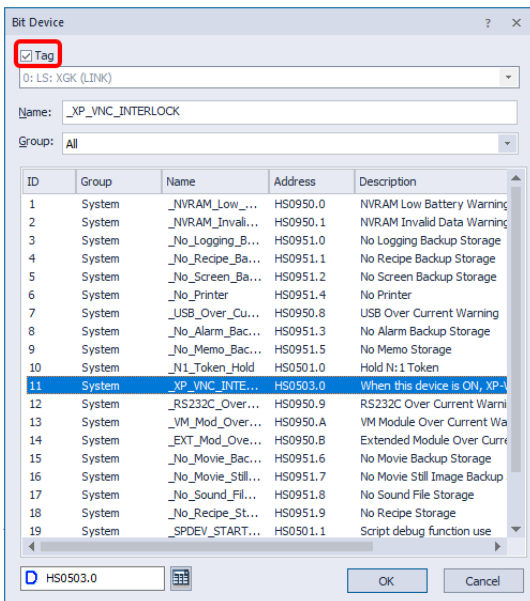 Bit Device ? ×
Tag
0: LS: XGK (LINK)
Name: _XP_VNC_INTERLOCK
Group: All
ID Group Name Address Description
1 System _NVRAM_Low_... HS0950.0 NVRAM Low Battery Warning
2 System _NVRAM_Invali... HS0950.1 NVRAM Invalid Data Warning
3 System _No_Logging_B... HS0951.0 No Logging Backup Storage
4 System _No_Recipe_Ba... HS0951.1 No Recipe Backup Storage
5 System _No_Screen_Ba... HS0951.2 No Screen Backup Storage
6 System _No_Printer HS0951.4 No Printer
7 System _USB_Over_Cu... HS0950.8 USB Over Current Warning
8 System _No_Alarm_Bac... HS0951.3 No Alarm Backup Storage
9 System _No_Memo_Bac... HS0951.5 No Memo Storage
10 System _N1_Token_Hold HS0501.0 Hold N:1 Token
11 System _XP_VNC_INTE... HS0503.0 When this device is ON, XP-V
12 System _RS232C_Over... HS0950.9 RS232C Over Current Warni
13 System _VM_Mod_Over... HS0950.A VM Module Over Current Wa
14 System _EXT_Mod_Ove... HS0950.B Extended Module Over Curre
15 System _No_Movie_Bac... HS0951.6 No Movie Backup Storage
16 System _No_Movie_Still... HS0951.7 No Movie Still Image Backup
17 System _No_Sound_Fil... HS0951.8 No Sound File Storage
18 System _No_Recipe_St... HS0951.9 No Recipe Storage
19 System _SPDEV_START... HS0501.1 Script debug function use
D HS0503.0 OK Cancel